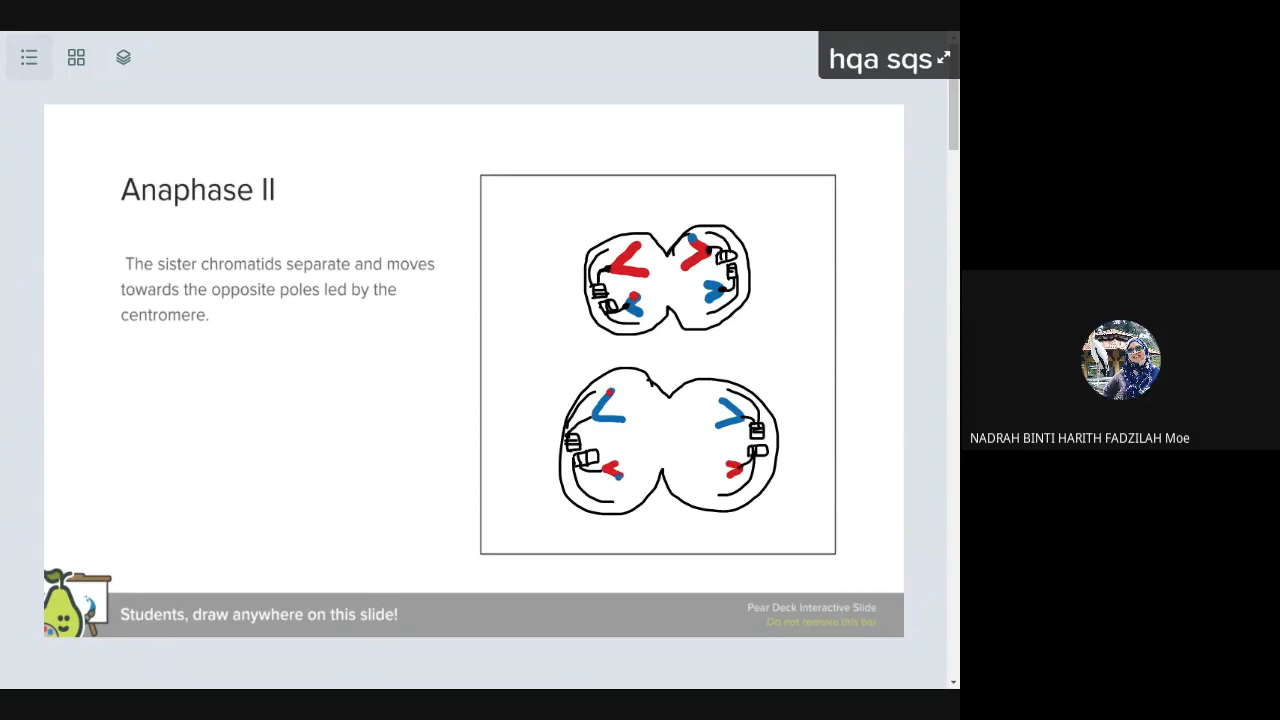 hqa sqs
Anaphase II
The sister chromatids separate and moves
towards the opposite poles led by the
centromere.
NADRAH BINTI HARITH FADZILAH Moe
Students, draw anywhere on this slide!
Pear Deck Interactive Slide
Do not remove this bar